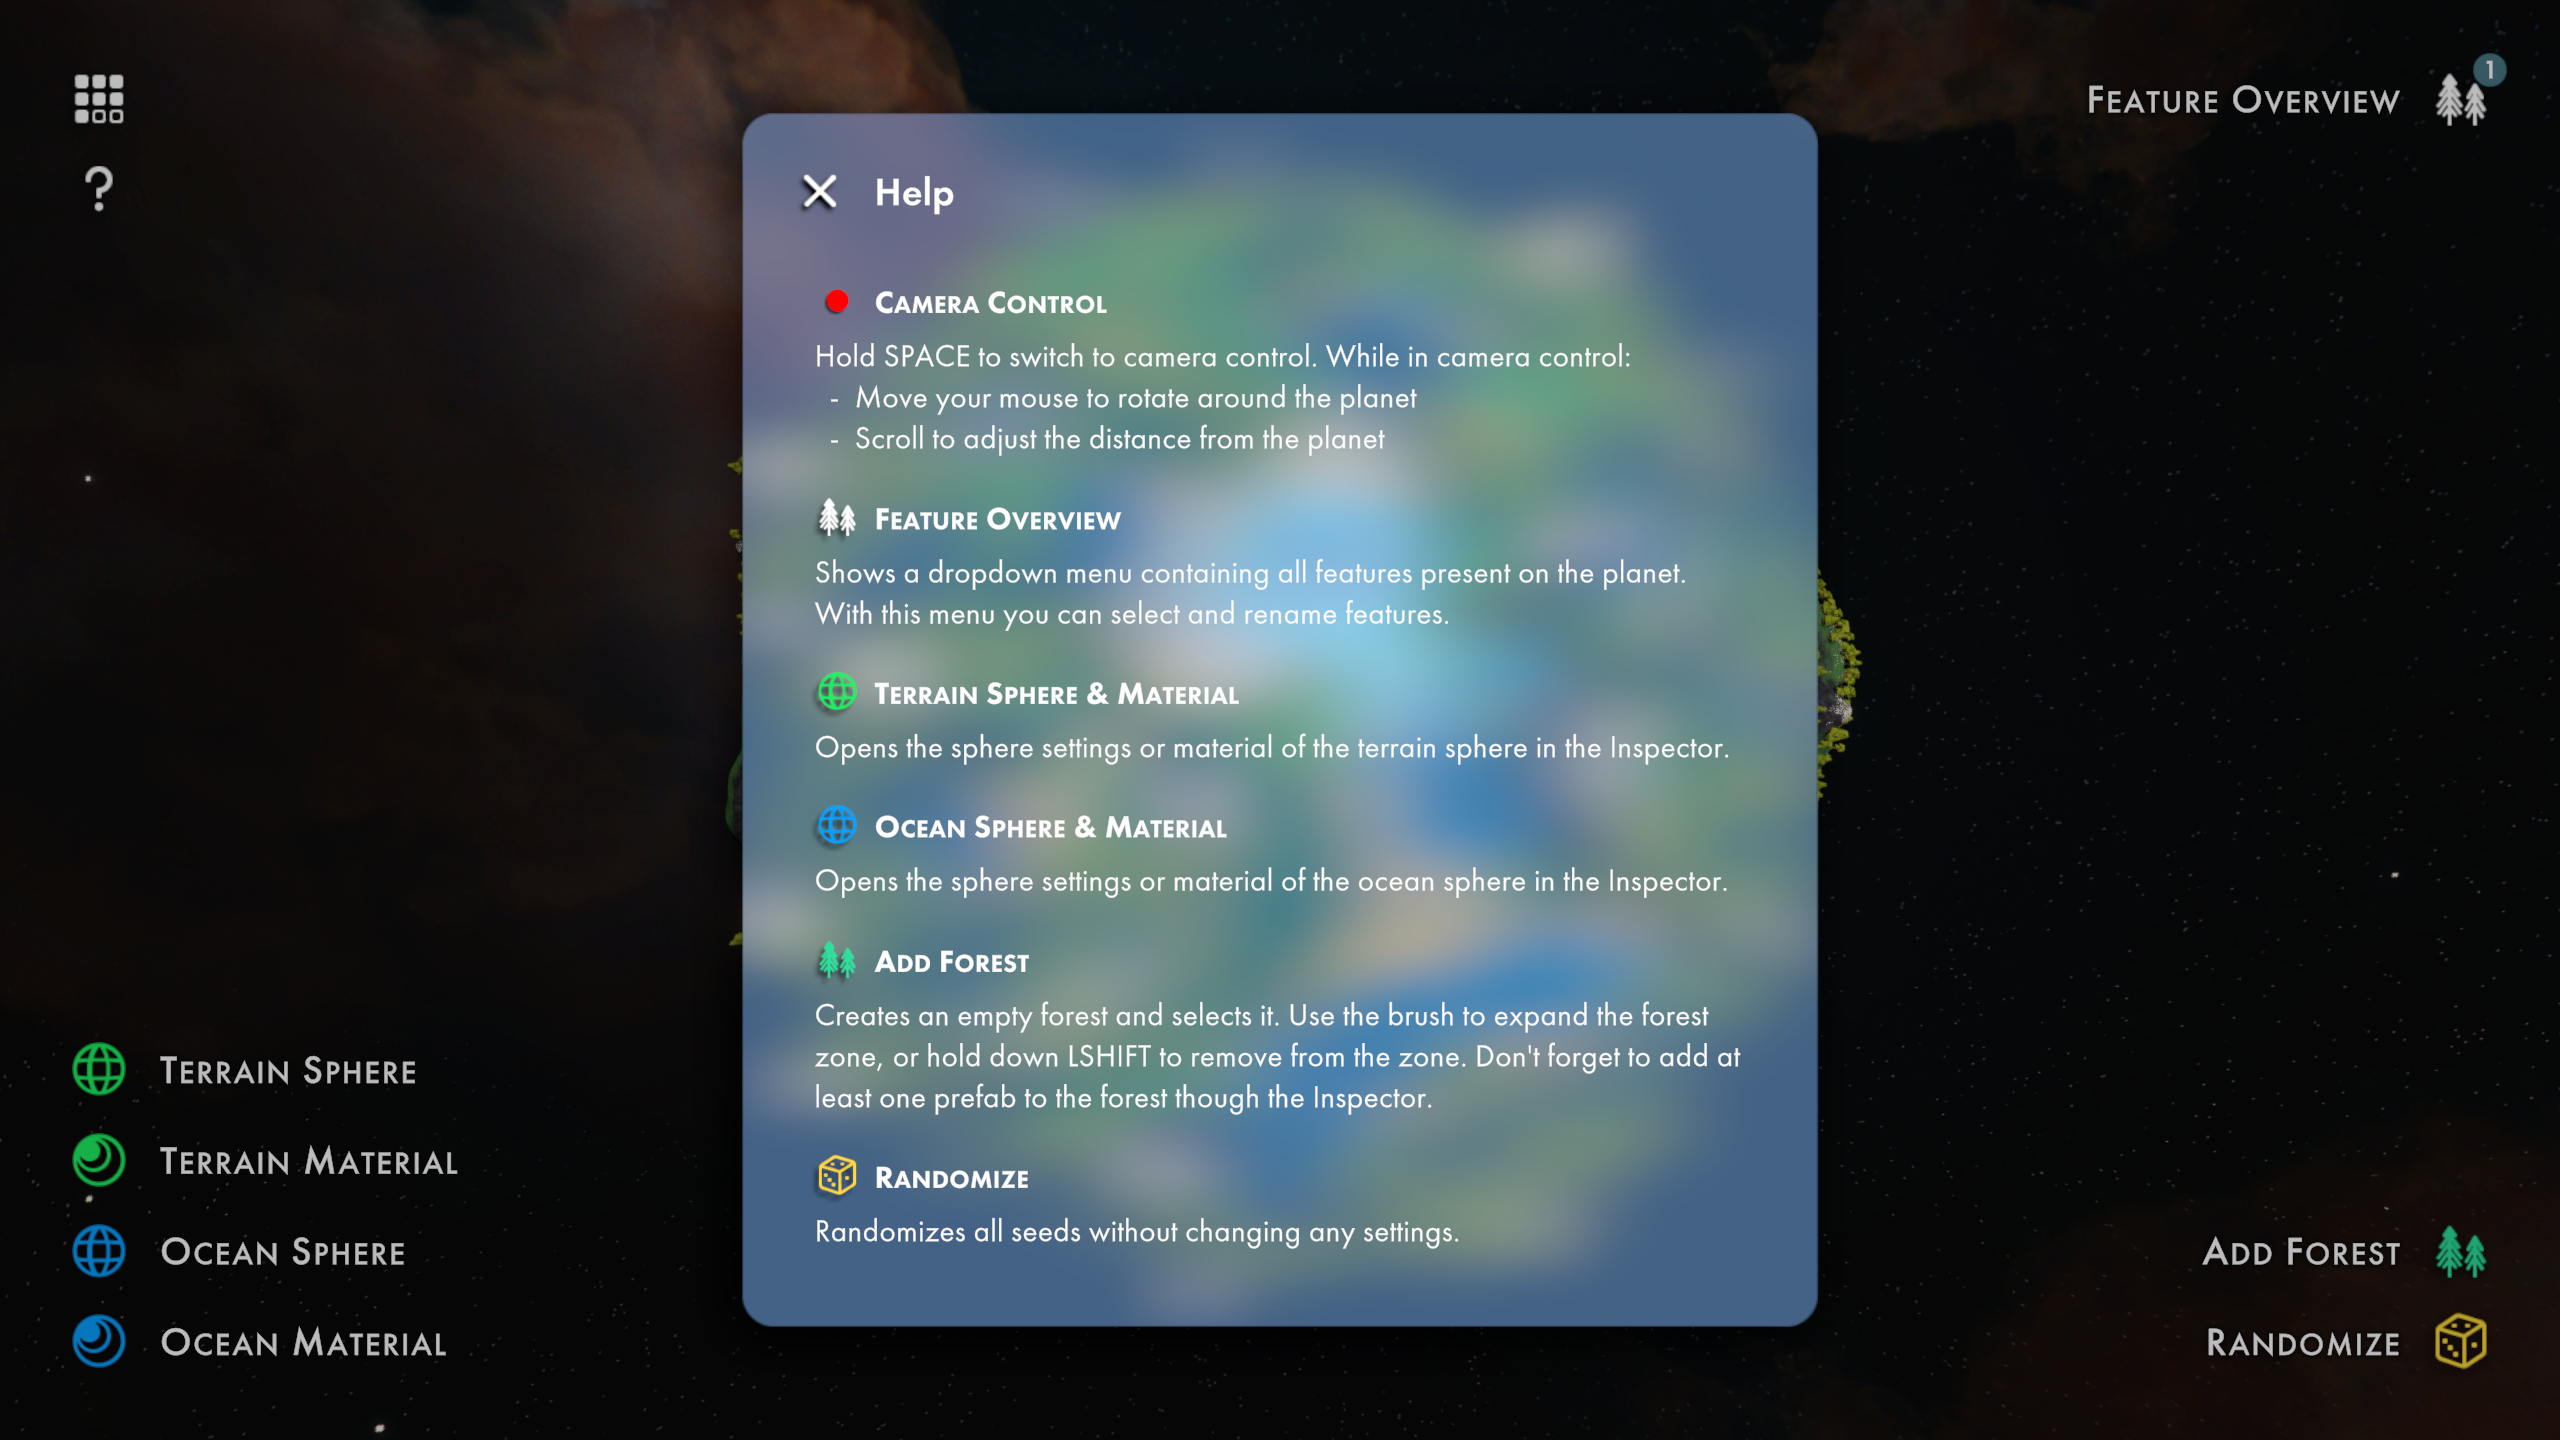 ?
FEATURE OVERVIEW
1
Help
CAMERA CONTROL
Hold SPACE to switch to camera control. While in camera control:
- Move your mouse to rotate around the planet
- Scroll to adjust the distance from the planet
FEATURE OVERVIEW
Shows a dropdown menu containing all features present on the planet.
With this menu you can select and rename features.
TERRAIN SPHERE & MATERIAL
Opens the sphere settings or material of the terrain sphere in the Inspector.
OCEAN SPHERE & MATERIAL
Opens the sphere settings or material of the ocean sphere in the Inspector.
ADD FOREST
Creates an empty forest and selects it. Use the brush to expand the forest
zone, or hold down LSHIFT to remove from the zone. Don't forget to add at
least one prefab to the forest though the Inspector.
RANDOMIZE
Randomizes all seeds without changing any settings.
TERRAIN SPHERE
TERRAIN MATERIAL
OCEAN SPHERE
OCEAN MATERIAL
ADD FOREST
RANDOMIZE